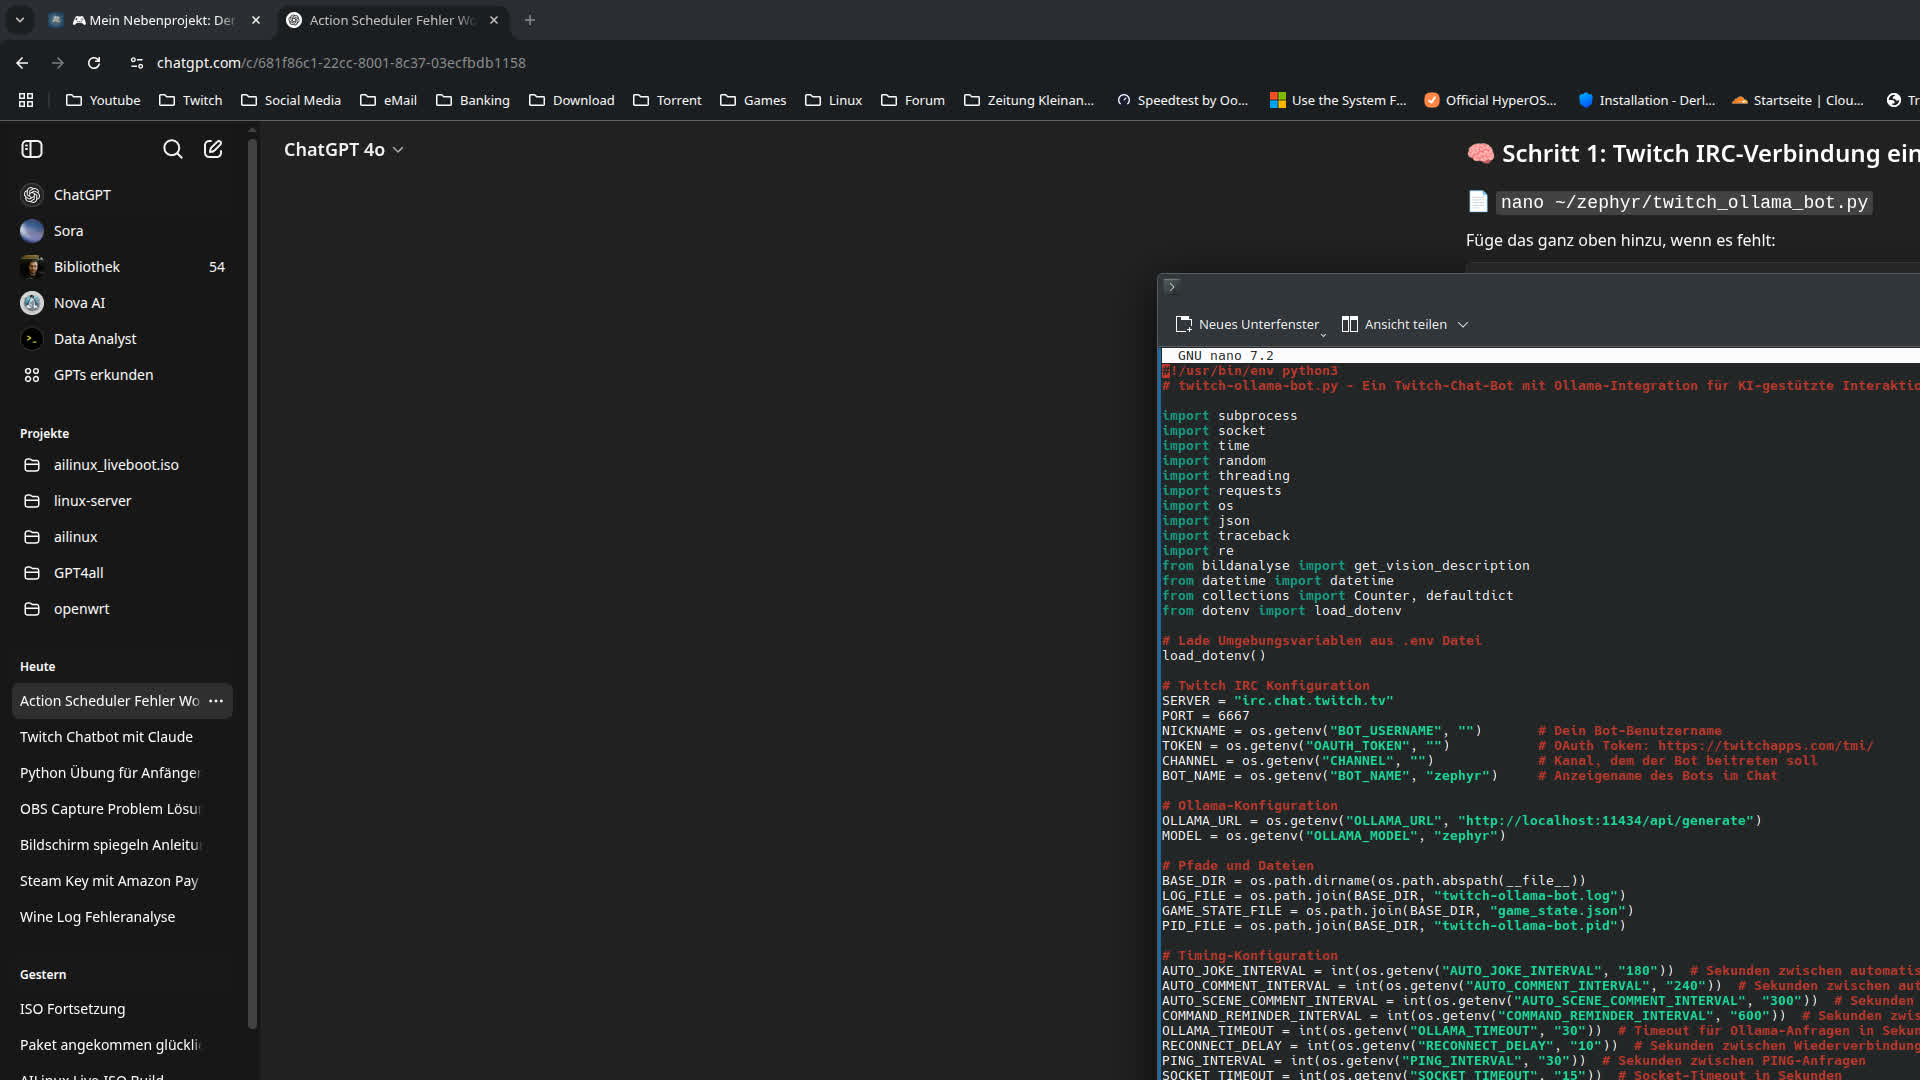 🎮 Mein Nebenprojekt: Der
Action Scheduler Fehler Wo
chatgpt.com/c/681f86c1-22cc-8001-8c37-03ecfbdb1158
Youtube
Twitch
Social Media
eMail
Banking
Download
Torrent
Games
Linux
Forum
Zeitung Kleinan...
Speedtest by Oo...
Use the System F...
Official HyperOS...
Installation - Derl...
Startseite | Clou...
Tr
ChatGPT 4o
ChatGPT
Sora
Bibliothek 54
Nova AI
Data Analyst
GPTs erkunden
Projekte
ailinux_liveboot.iso
linux-server
ailinux
GPT4all
openwrt
Heute
Action Scheduler Fehler Wo
Twitch Chatbot mit Claude
Python Übung für Anfänger
OBS Capture Problem Lösu
Bildschirm spiegeln Anleitu
Steam Key mit Amazon Pay
Wine Log Fehleranalyse
Gestern
ISO Fortsetzung
Paket angekommen glückli
AILinux Live ISO Build
🧠 Schritt 1: Twitch IRC-Verbindung ein
📄 nano ~/zephyr/twitch_ollama_bot.py
Füge das ganz oben hinzu, wenn es fehlt:
Neues Unterfenster
Ansicht teilen
GNU nano 7.2
#!/usr/bin/env python3
# twitch-ollama-bot.py - Ein Twitch-Chat-Bot mit Ollama-Integration für KI-gestützte Interaktio
import subprocess
import socket
import time
import random
import threading
import requests
import os
import json
import traceback
import re
from bildanalyse import get_vision_description
from datetime import datetime
from collections import Counter, defaultdict
from dotenv import load_dotenv
# Lade Umgebungsvariablen aus .env Datei
load_dotenv()
# Twitch IRC Konfiguration
SERVER = "irc.chat.twitch.tv"
PORT = 6667
NICKNAME = os.getenv("BOT_USERNAME", "")       # Dein Bot-Benutzername
TOKEN = os.getenv("OAUTH_TOKEN", "")           # OAuth Token: https://twitchapps.com/tmi/
CHANNEL = os.getenv("CHANNEL", "")             # Kanal, dem der Bot beitreten soll
BOT_NAME = os.getenv("BOT_NAME", "zephyr")     # Anzeigename des Bots im Chat
# Ollama-Konfiguration
OLLAMA_URL = os.getenv("OLLAMA_URL", "http://localhost:11434/api/generate")
MODEL = os.getenv("OLLAMA_MODEL", "zephyr")
# Pfade und Dateien
BASE_DIR = os.path.dirname(os.path.abspath(__file__))
LOG_FILE = os.path.join(BASE_DIR, "twitch-ollama-bot.log")
GAME_STATE_FILE = os.path.join(BASE_DIR, "game_state.json")
PID_FILE = os.path.join(BASE_DIR, "twitch-ollama-bot.pid")
# Timing-Konfiguration
AUTO_JOKE_INTERVAL = int(os.getenv("AUTO_JOKE_INTERVAL", "180"))  # Sekunden zwischen automatis
AUTO_COMMENT_INTERVAL = int(os.getenv("AUTO_COMMENT_INTERVAL", "240"))  # Sekunden zwischen aut
AUTO_SCENE_COMMENT_INTERVAL = int(os.getenv("AUTO_SCENE_COMMENT_INTERVAL", "300"))  # Sekunden
COMMAND_REMINDER_INTERVAL = int(os.getenv("COMMAND_REMINDER_INTERVAL", "600"))  # Sekunden zwis
OLLAMA_TIMEOUT = int(os.getenv("OLLAMA_TIMEOUT", "30"))  # Timeout für Ollama-Anfragen in Sekun
RECONNECT_DELAY = int(os.getenv("RECONNECT_DELAY", "10"))  # Sekunden zwischen Wiederverbindung
PING_INTERVAL = int(os.getenv("PING_INTERVAL", "30"))  # Sekunden zwischen PING-Anfragen
SOCKET_TIMEOUT = int(os.getenv("SOCKET_TIMEOUT", "15"))  # Socket-Timeout in Sekunden